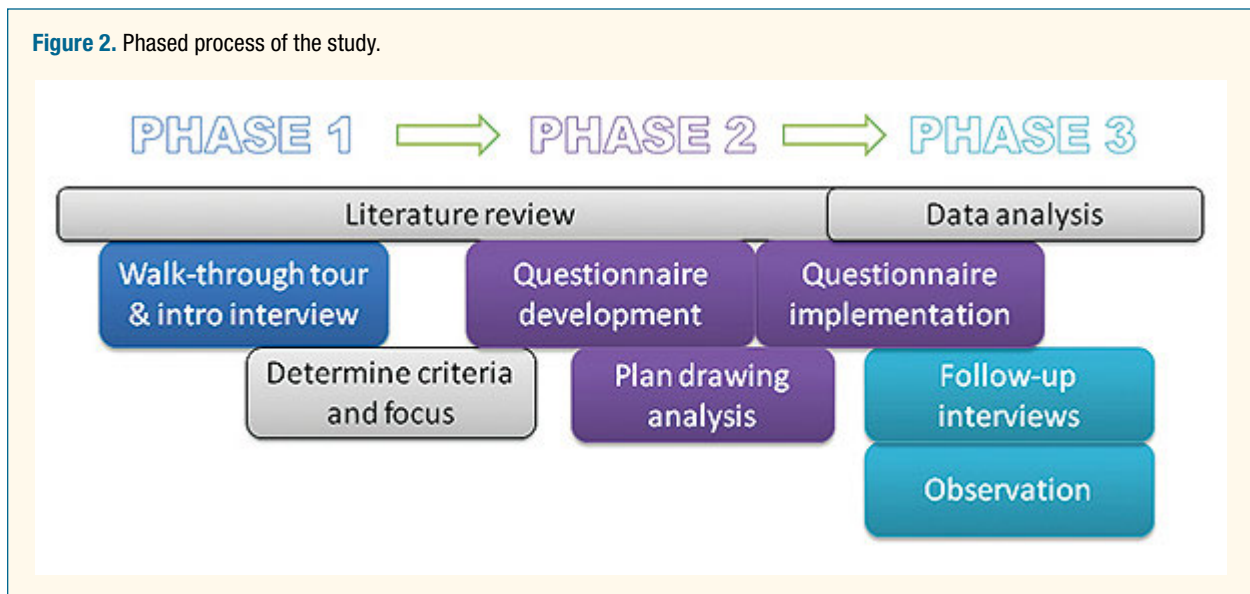 Figure 2. Phased process of the study.
PHASE 1 PHASE 2 PHASE 3
Literature review Data analysis
Walk-through tour
& intro interview
Questionnaire
development
Questionnaire
implementation
Determine criteria
and focus
Plan drawing
analysis
Follow-up
interviews
Observation